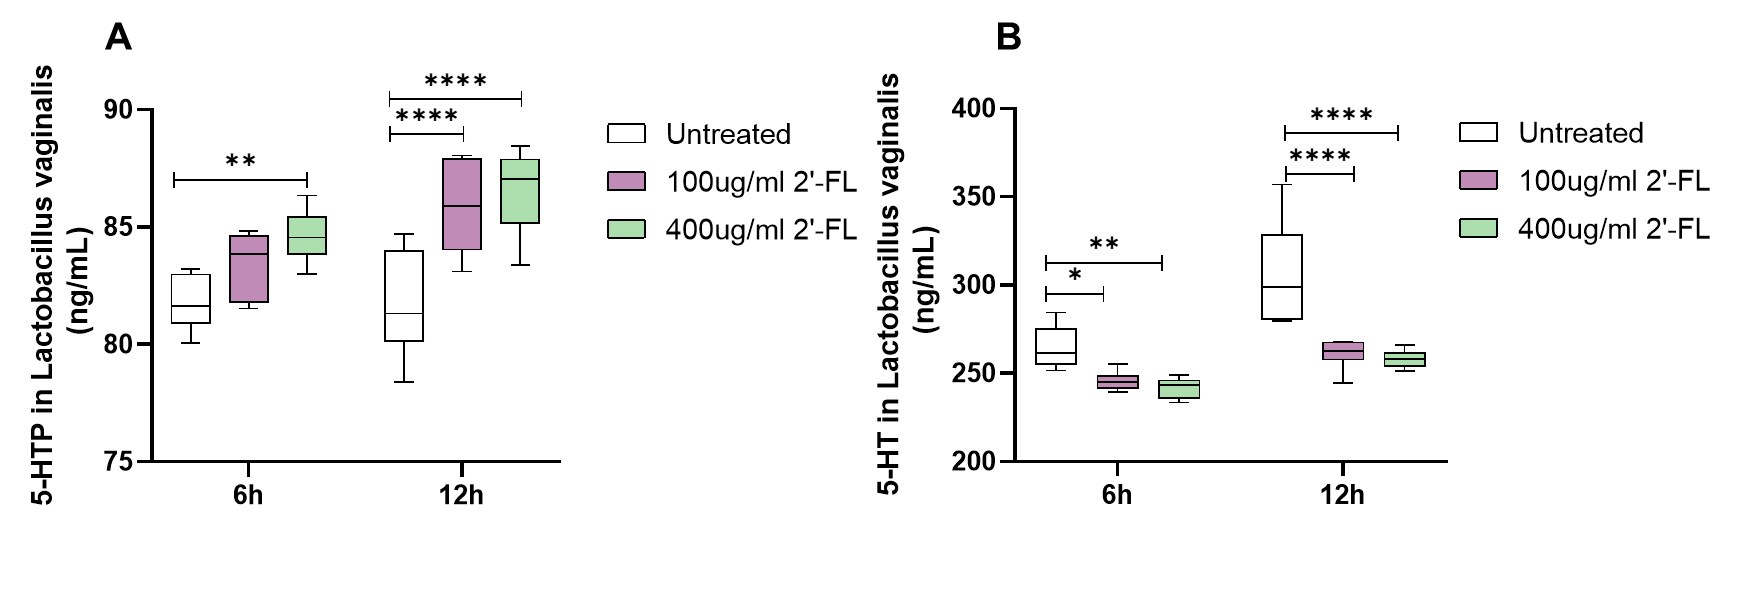 A
5-HTP in Lactobacillus vaginalis
(ng/mL)
90
85
80
75
**
****
****
6h
12h
Untreated
100ug/ml 2'-FL
400ug/ml 2'-FL
B
5-HT in Lactobacillus vaginalis
(ng/mL)
400
350
300
250
200
**
*
****
****
6h
12h
Untreated
100ug/ml 2'-FL
400ug/ml 2'-FL